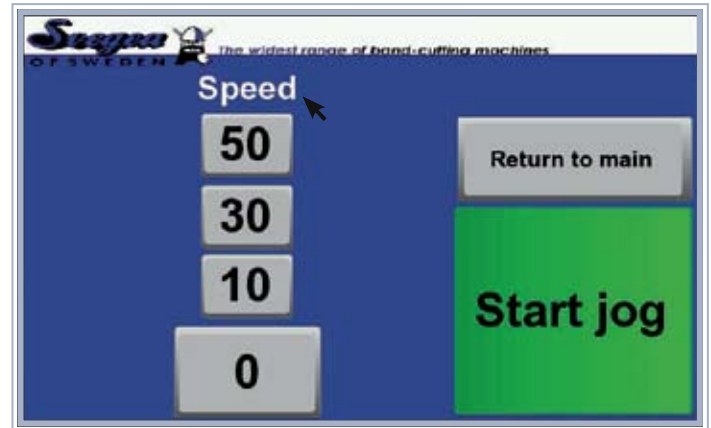 OF SWEDEN
The widest range of band-cutting machines
Speed
50
30
10
0
Return to main
Start jog